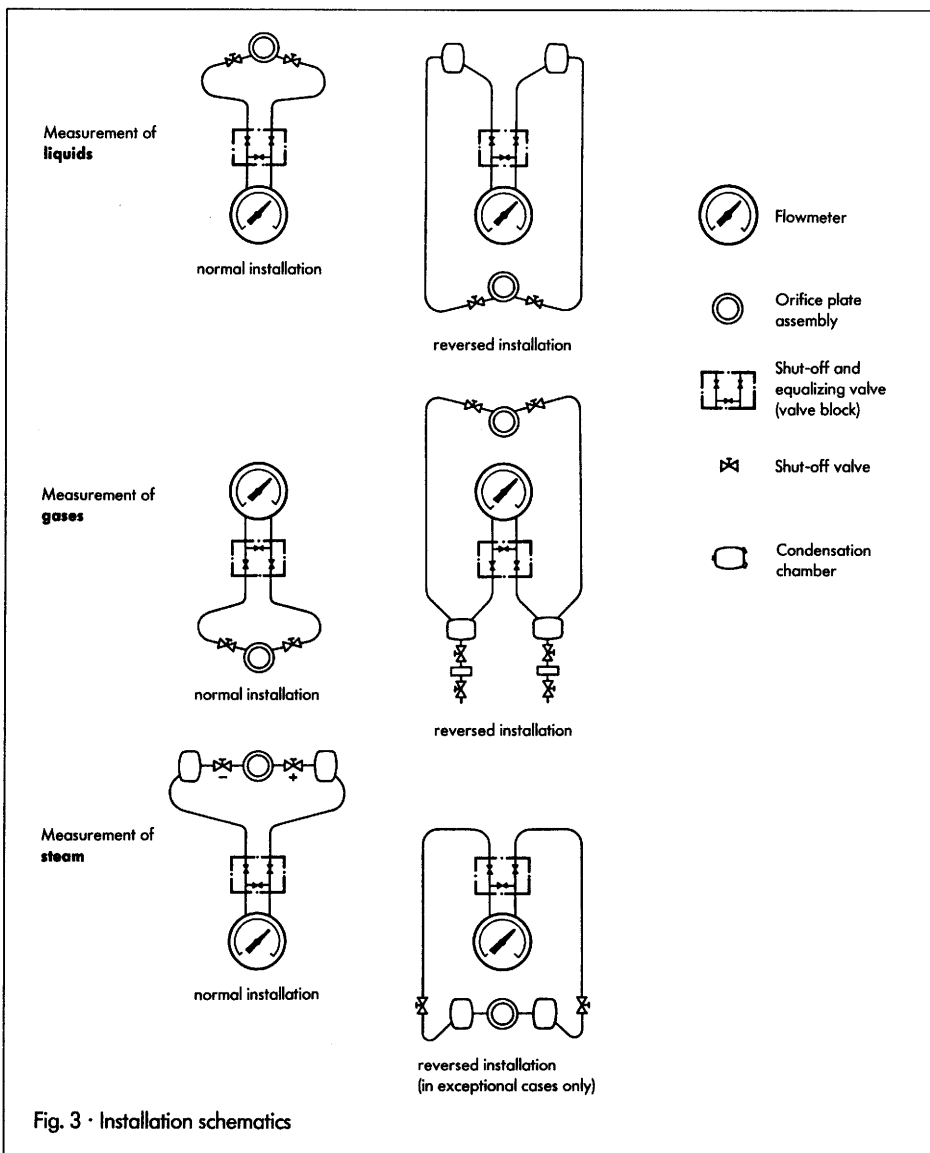 Measurement of
liquids
normal installation
reversed installation
Flowmeter
Orifice plate
assembly
Shut-off and
equalizing valve
(valve block)
Shut-off valve
Condensation
chamber
Measurement of
gases
normal installation
reversed installation
Measurement of
steam
–
+
normal installation
reversed installation
(in exceptional cases only)
Fig. 3 · Installation schematics